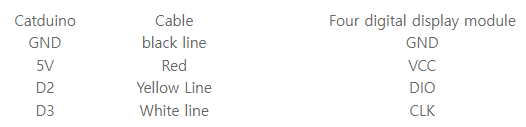 Catduino Cable Four digital display module
GND black line GND
5V Red VCC
D2 Yellow Line DIO
D3 White line CLK